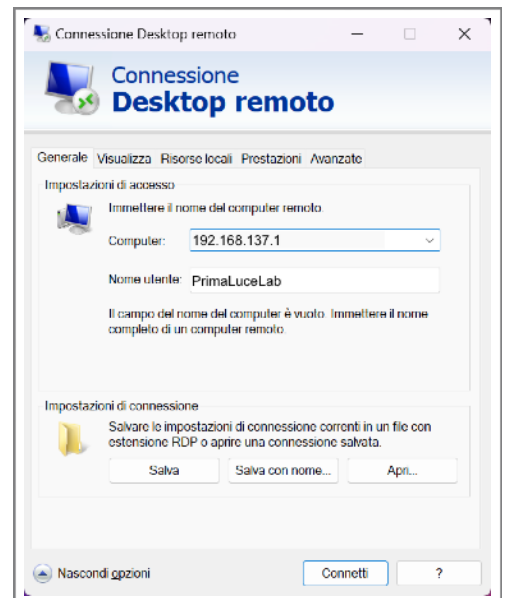 Connessione Desktop remoto
Connessione
Desktop remoto
Generale Visualizza Risorse locali Prestazioni Avanzate
Impostazioni di accesso
Immettere il nome del computer remoto.
Computer: 192.168.137.1
Nome utente: PrimaLuceLab
Il campo del nome del computer è vuoto. Immettere il nome
completo di un computer remoto.
Impostazioni di connessione
Salvare le impostazioni di connessione correnti in un file con
estensione RDP o aprire una connessione salvata.
Salva Salva con nome... Apri...
Nascondi opzioni Connetti ?